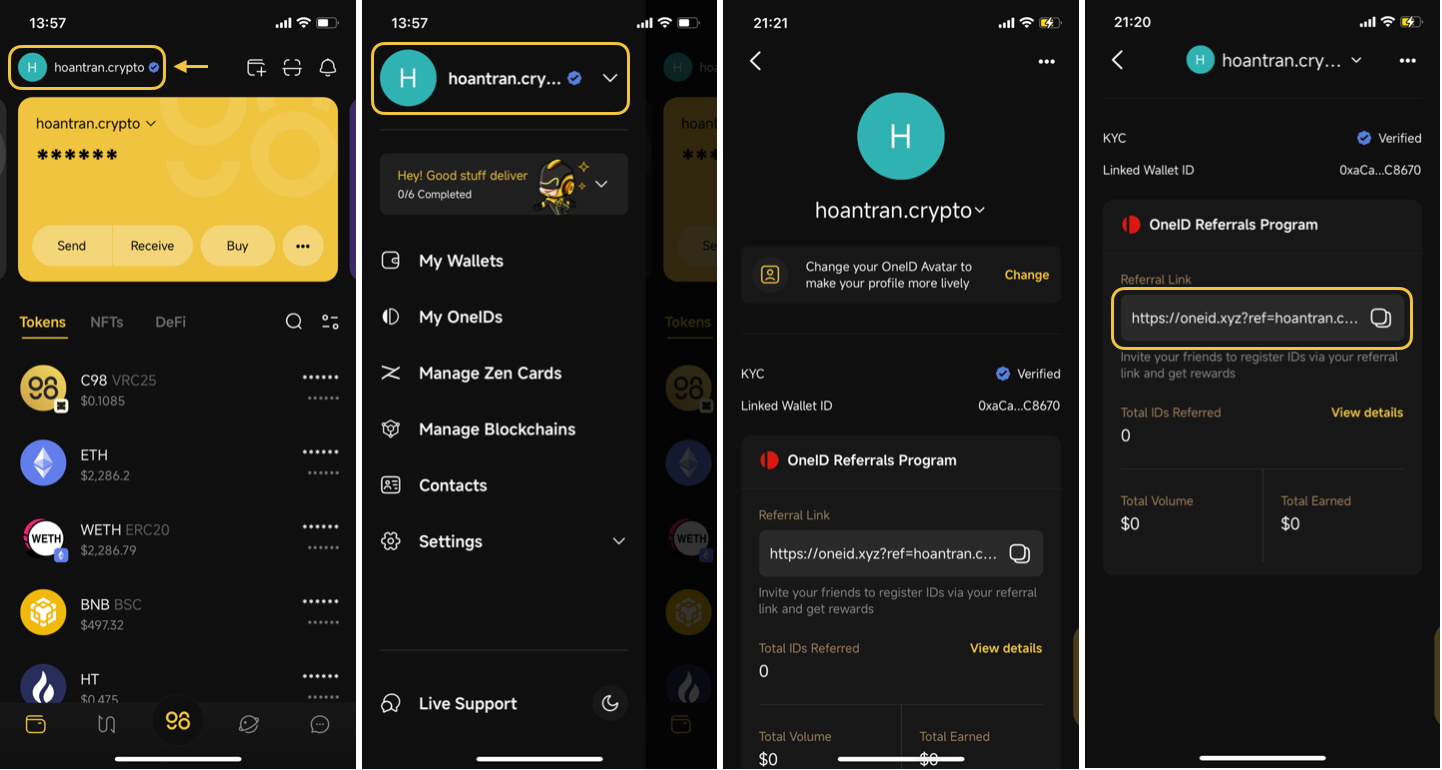 13:57
H hoantran.crypto
hoantran.crypto
******
Send Receive Buy
Tokens NFTs DeFi
C98 VRC25 ******
$0.1085 ******
ETH ******
$2,286.2 ******
WETH
WETH ERC20 ******
$2,286.79 ******
BNB BSC ******
$497.32 ******
HT ******
$0.475 ******
98
13:57
H hoantran.cry...
Hey! Good stuff deliver
0/6 Completed
My Wallets
My OneIDs
Manage Zen Cards
Manage Blockchains
Contacts
Settings
Live Support
H
Tokens
WETH
21:21
H
hoantran.crypto
Change your OneID Avatar to
make your profile more lively
Change
KYC Verified
Linked Wallet ID 0xaCa...C8670
OneID Referrals Program
Referral Link
https://oneid.xyz?ref=hoantran.c...
Invite your friends to register IDs via your referral
link and get rewards
Total IDs Referred View details
0
Total Volume Total Earned
$0 $0
21:20
H hoantran.cry...
KYC Verified
Linked Wallet ID 0xaCa...C8670
OneID Referrals Program
Referral Link
https://oneid.xyz?ref=hoantran.c...
Invite your friends to register IDs via your referral
link and get rewards
Total IDs Referred View details
0
Total Volume Total Earned
$0 $0